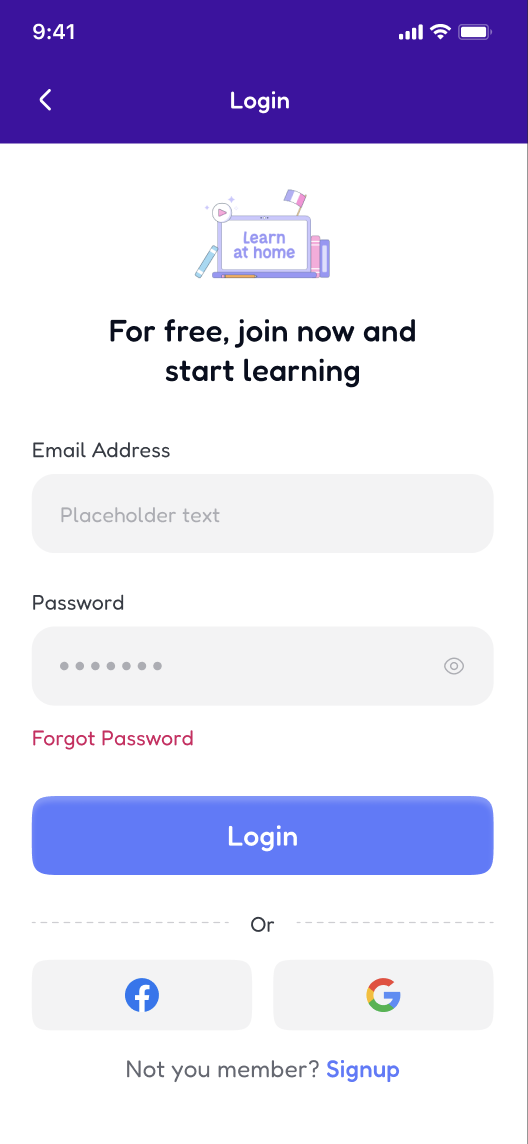 9:41
Login
Learn
at home
For free, join now and
start learning
Email Address
Placeholder text
Password
Forgot Password
Login
Or
Not you member? Signup